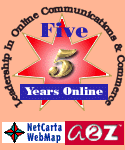 Leadership in Online Communications & Commerce
Five
5
Years Online
NetCarta
WebMap
a2z